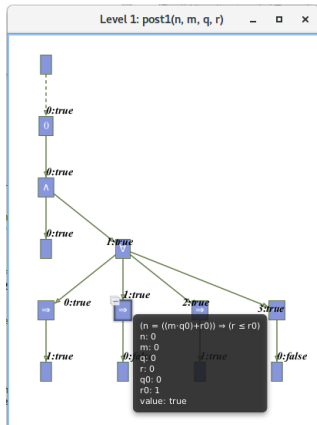 Level 1: post1(n, m, q, r)
0:true
()
0:true
∧
0:true
1:true
∀
0:true
1:true
2:true
3:true
⇒
⇒
⇒
⇒
(n = ((m·q0)+r0)) ⇒ (r ≤ r0)
n: 0
m: 0
q: 0
r: 0
q0: 0
r0: 1
value: true
1:true
1:true
0:false